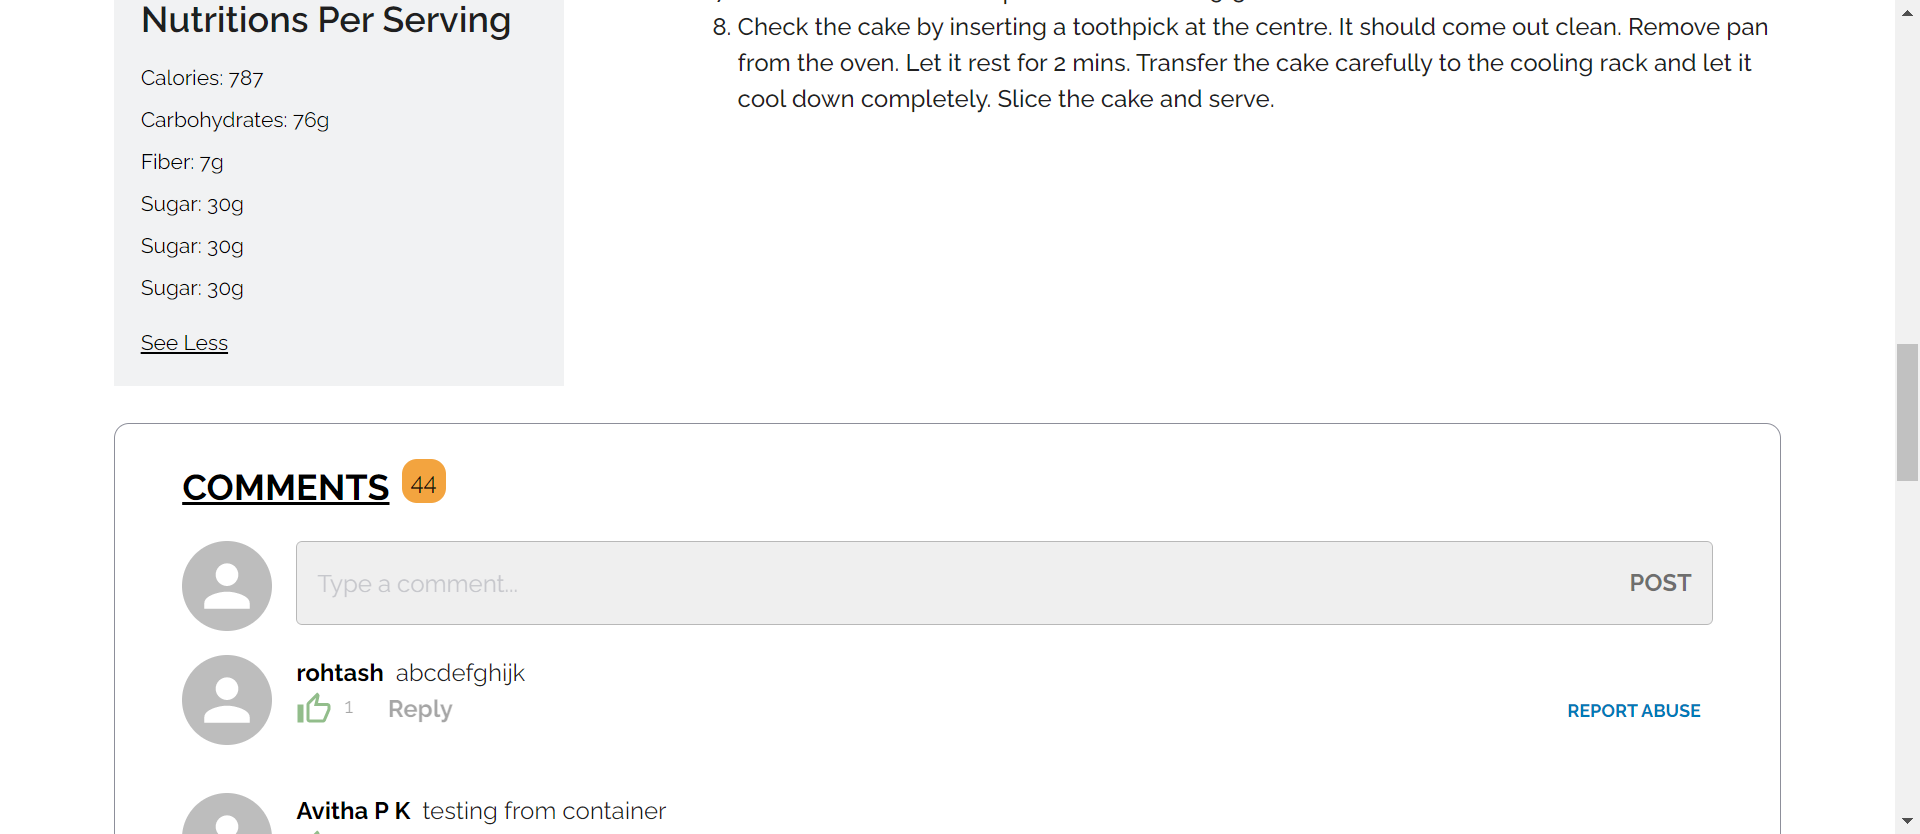 Nutritions Per Serving
Calories: 787
Carbohydrates: 76g
Fiber: 7g
Sugar: 30g
Sugar: 30g
Sugar: 30g
See Less
8. Check the cake by inserting a toothpick at the centre. It should come out clean. Remove pan
from the oven. Let it rest for 2 mins. Transfer the cake carefully to the cooling rack and let it
cool down completely. Slice the cake and serve.
COMMENTS 44
Type a comment... POST
rohtash abcdefghijk
1 Reply REPORT ABUSE
Avitha P K testing from container